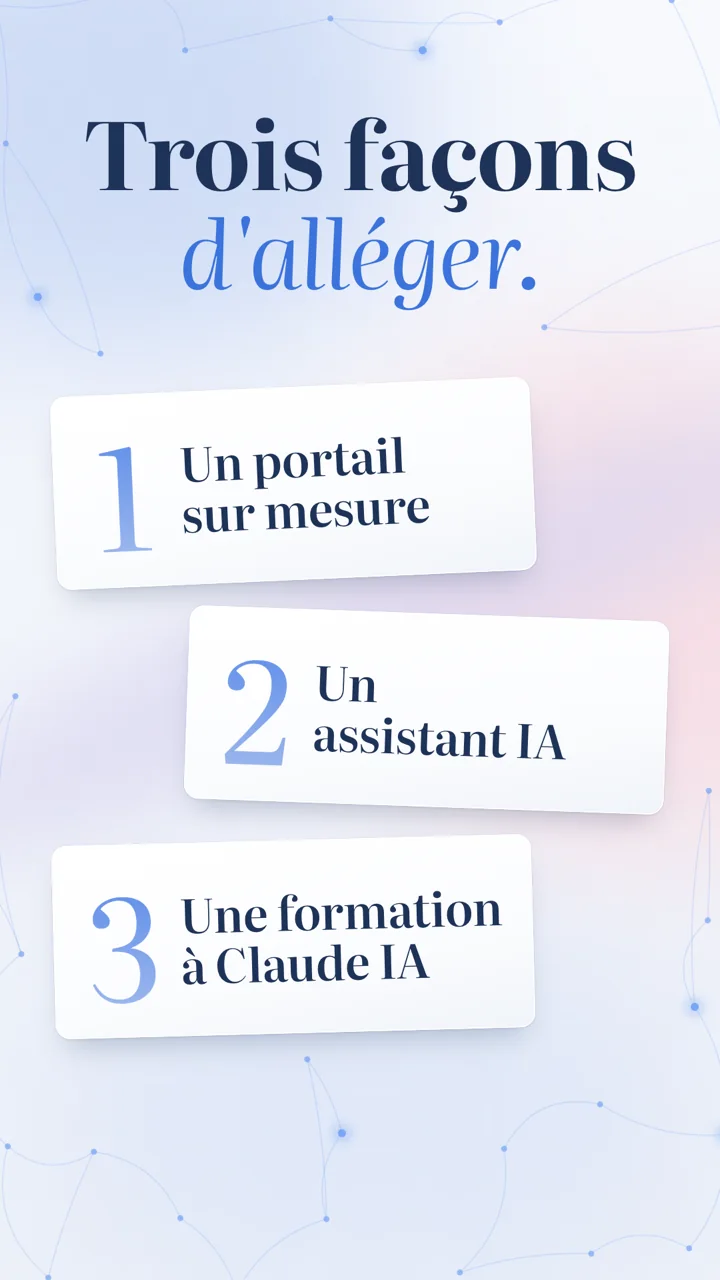 Trois façons
d'alléger.
1
Un portail
sur mesure
2
Un
assistant IA
3
Une formation
à Claude IA